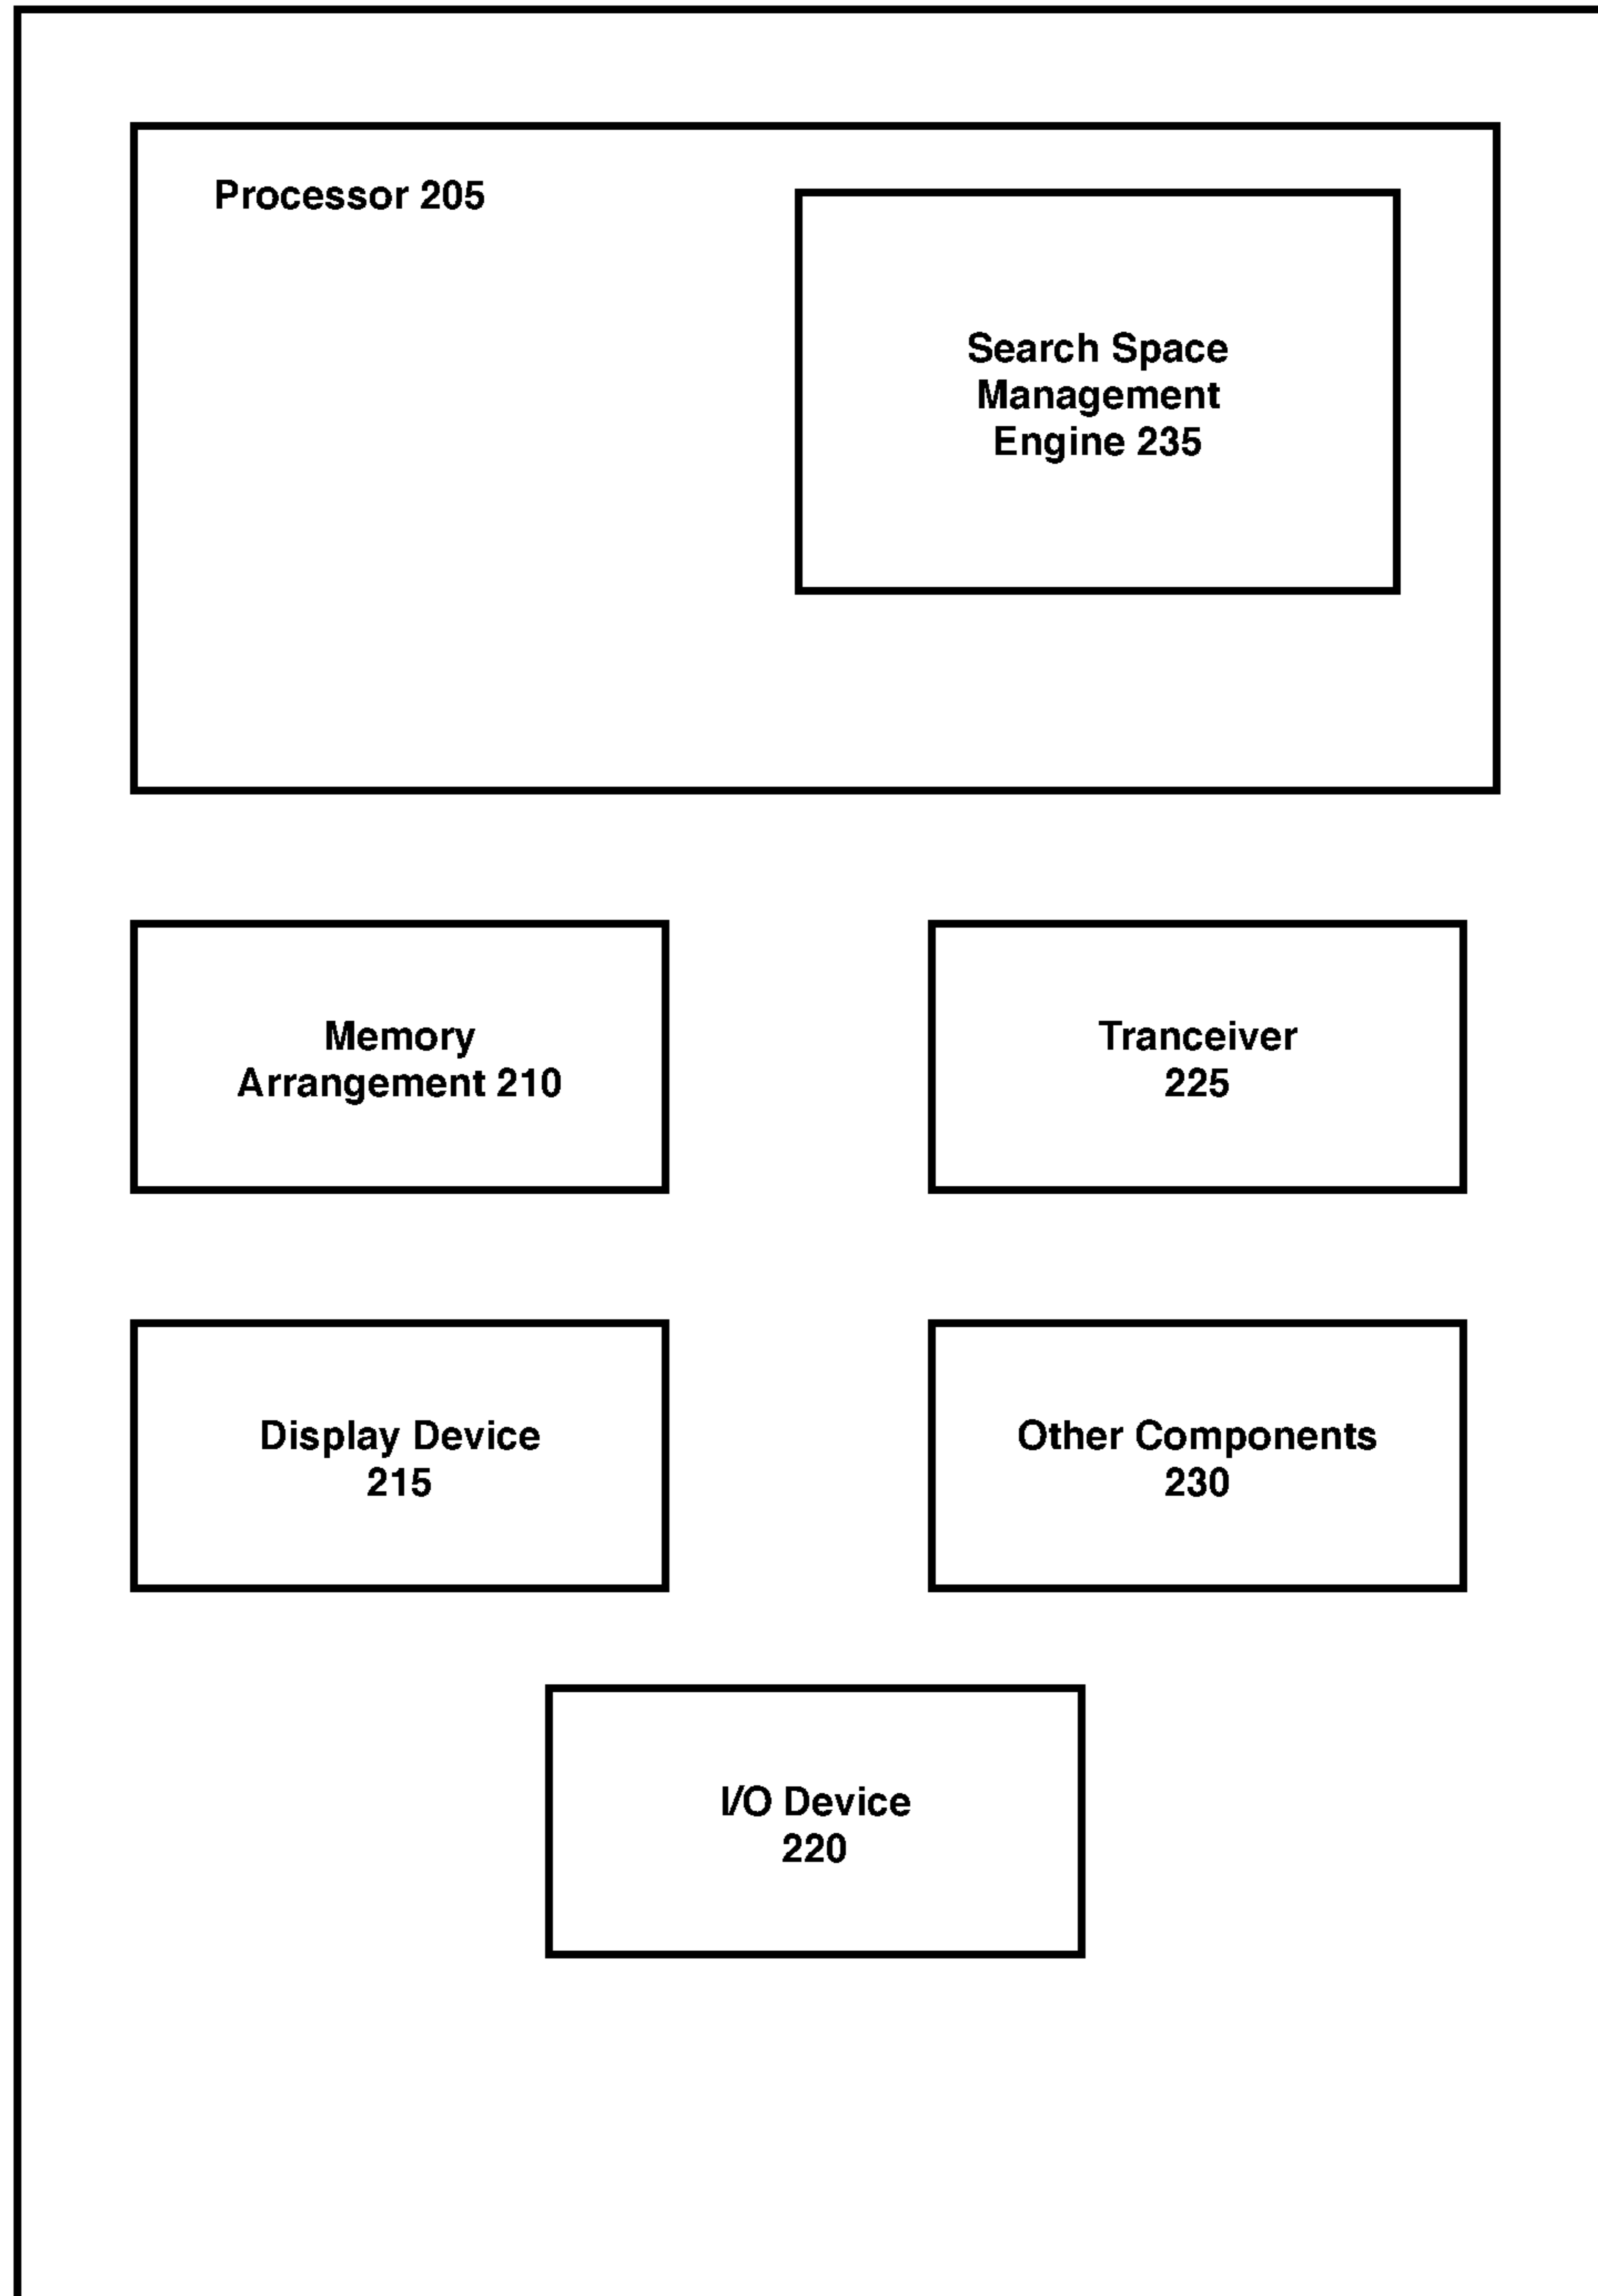 Processor 205
Search Space
Management
Engine 235
Memory
Arrangement 210
Tranceiver
225
Display Device
215
Other Components
230
I/O Device
220